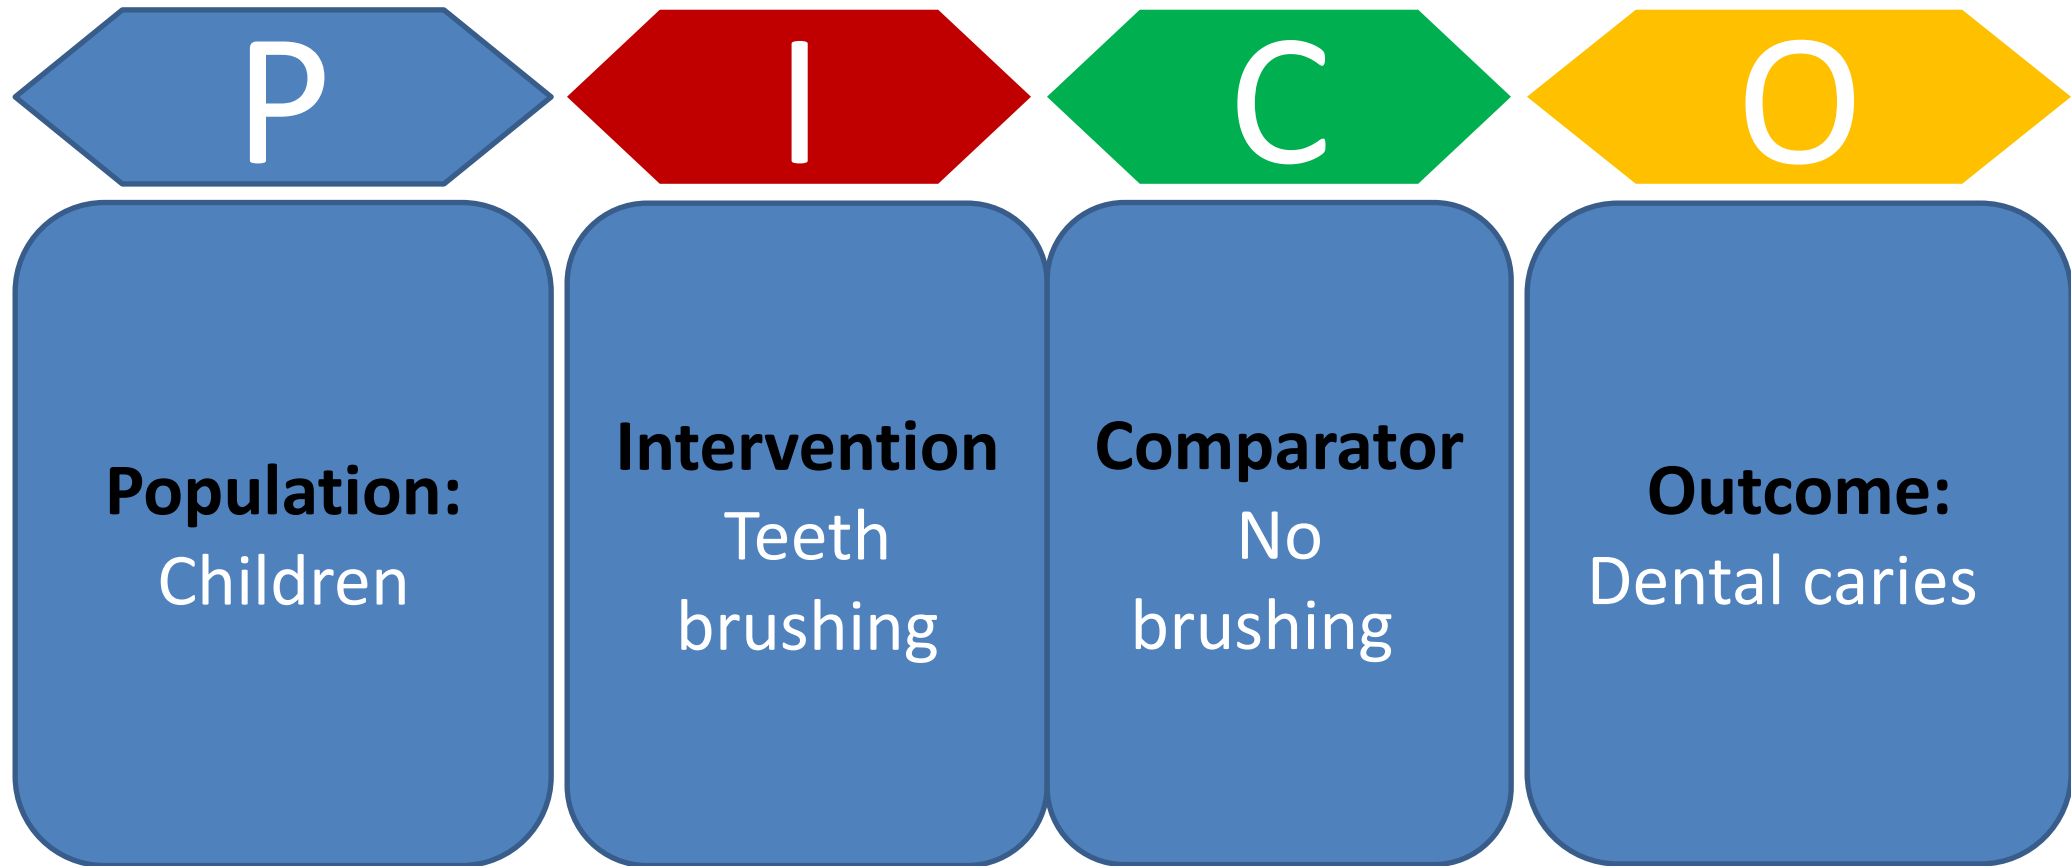 P
I
C
O
Population:
Children
Intervention
Teeth
brushing
Comparator
No
brushing
Outcome:
Dental caries